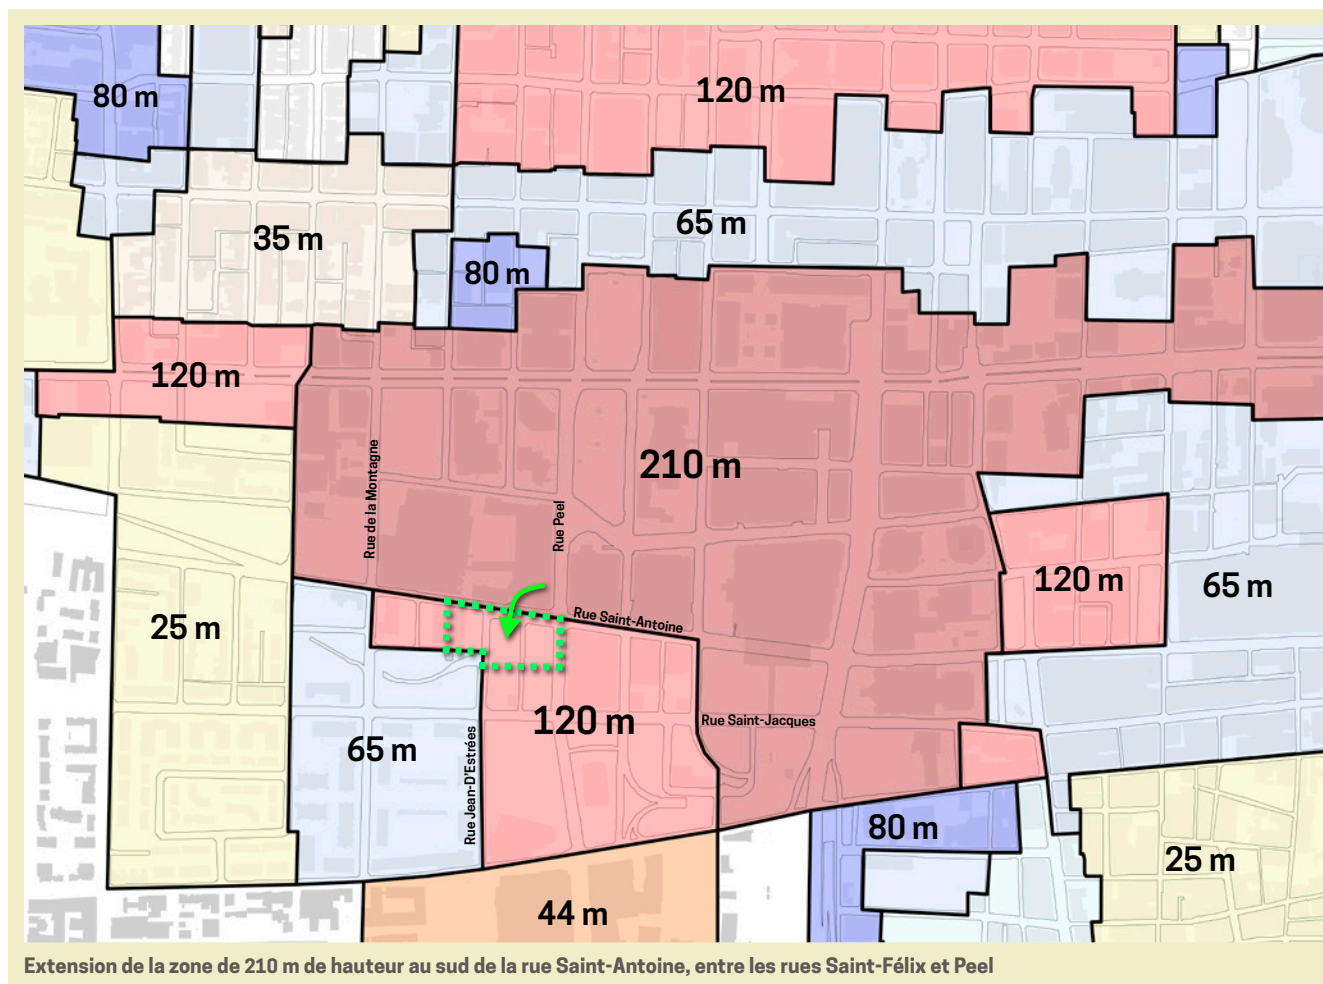 80 m
120 m
65 m
35 m
80 m
120 m
210 m
Rue de la Montagne
Rue Peel
120 m
65 m
Rue Saint-Antoine
25 m
120 m
Rue Saint-Jacques
65 m
Rue Jean-D'Estrées
80 m
25 m
44 m
Extension de la zone de 210 m de hauteur au sud de la rue Saint-Antoine, entre les rues Saint-Félix et Peel